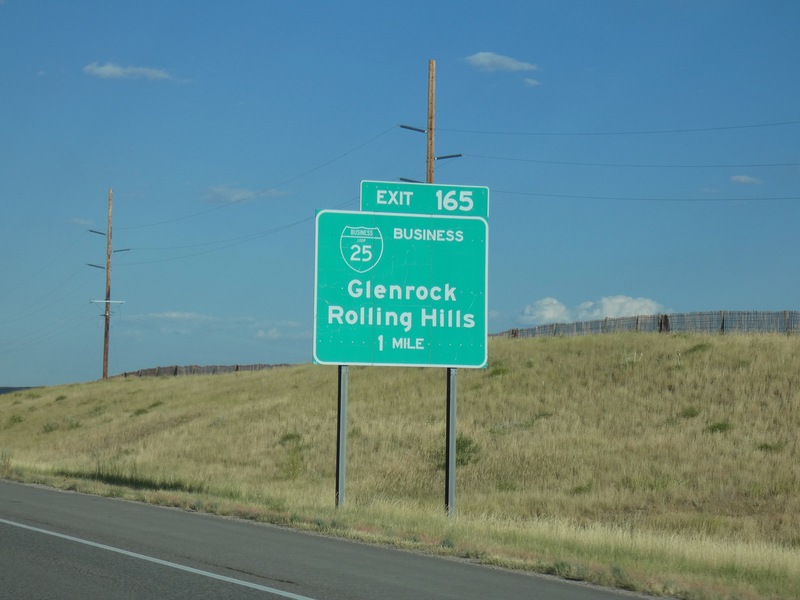 EXIT 165
BUSINESS
LOOP
25
BUSINESS
Glenrock
Rolling Hills
1 MILE